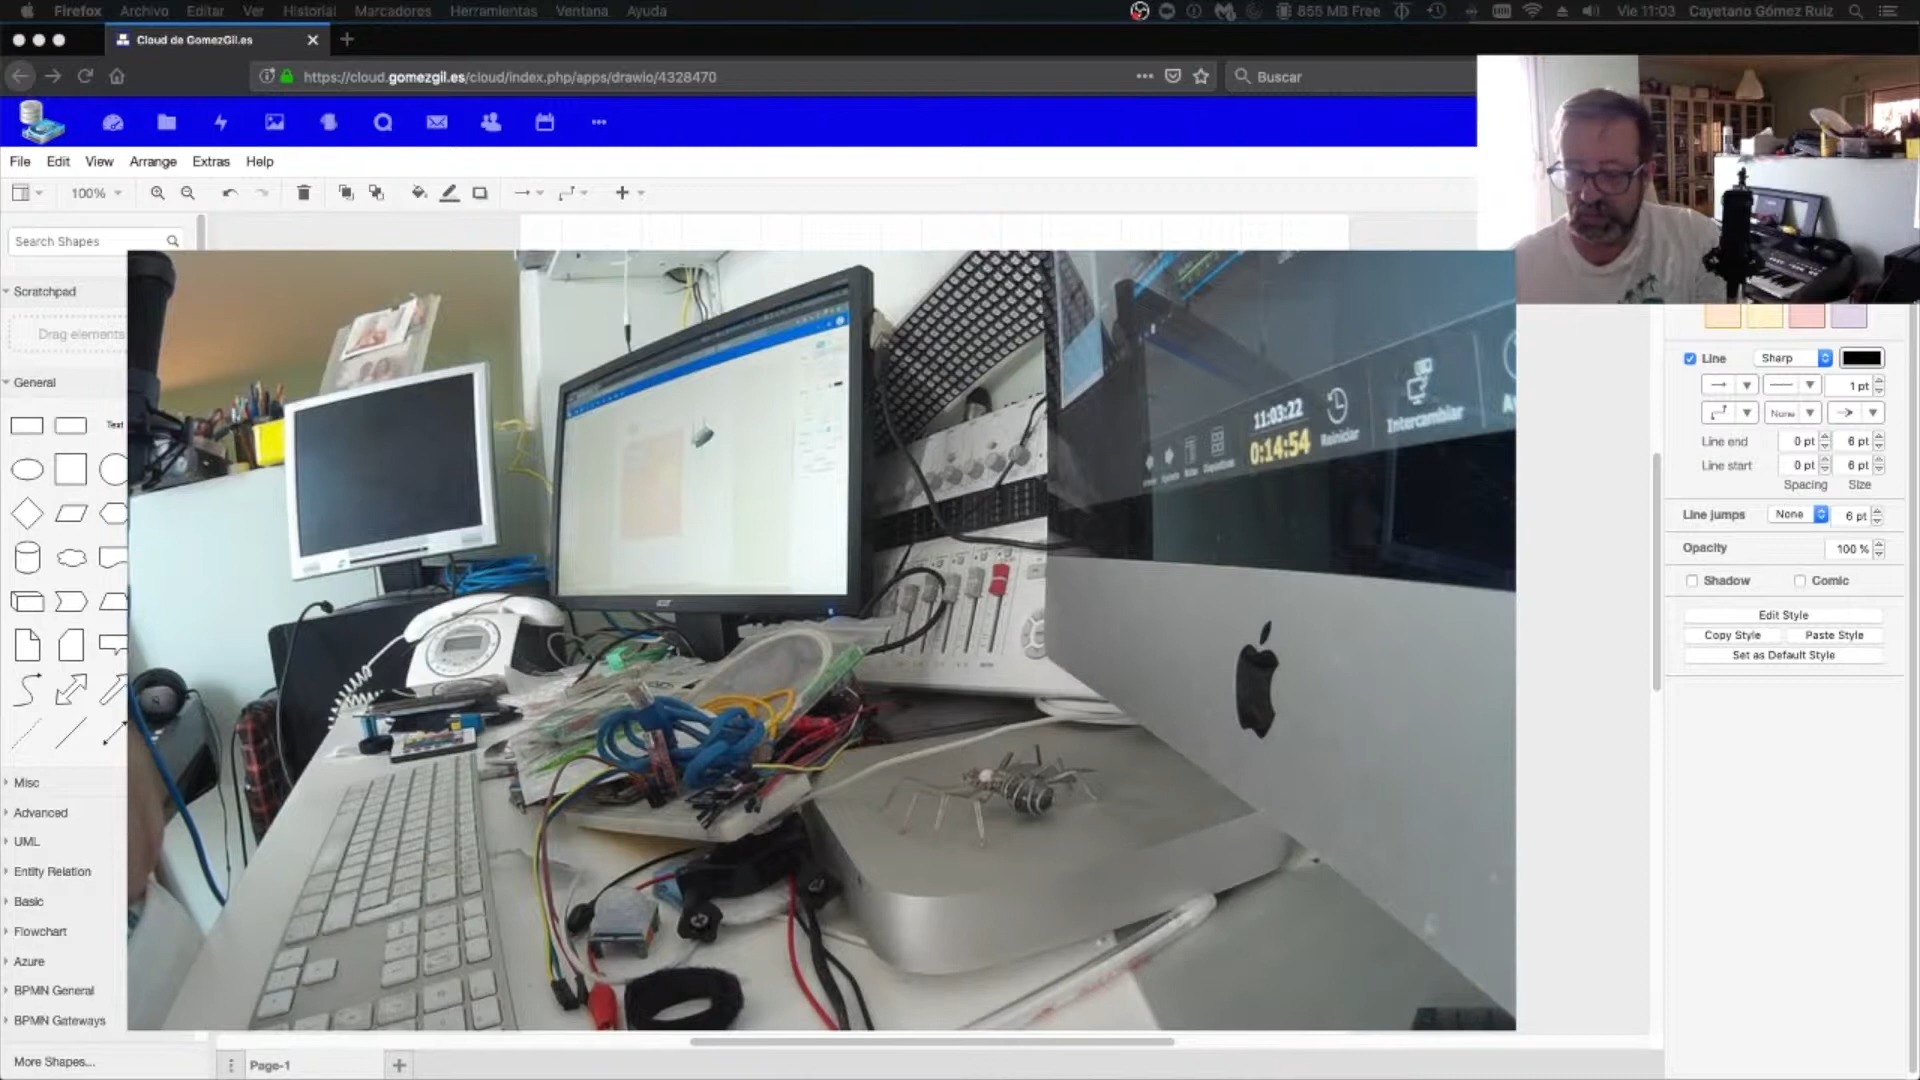 Firefox Archivo Editar Ver Historial Marcadores Herramientas Ventana Ayuda
856 MB Free Vie 11:03 Cayetano Gómez Ruiz
Cloud de GomezGil.es
https://cloud.gomezgil.es/cloud/index.php/apps/drawio/4328470
Buscar
File Edit View Arrange Extras Help
100%
Search Shapes
Scratchpad
Drag elements
General
Text
Misc
Advanced
UML
Entity Relation
Basic
Flowchart
Azure
BPMN General
BPMN Gateways
More Shapes...
Page-1
acer
11:03:22
0:14:54
Reiniciar
Intercambiar
Line Sharp
1 pt
None
Line end 0 pt 6 pt
Line start 0 pt 6 pt
Spacing Size
Line jumps None 6 pt
Opacity 100 %
Shadow Comic
Edit Style
Copy Style Paste Style
Set as Default Style